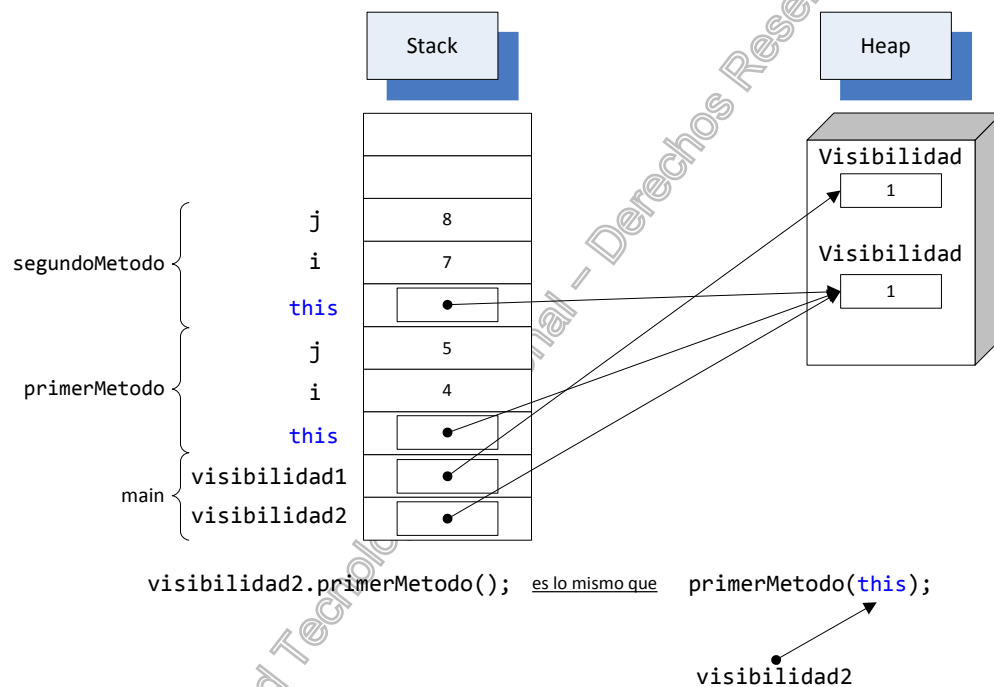 Stack
Heap
Visibilidad
1
j
8
segundoMetodo
i
7
Visibilidad
1
this
j
5
primerMetodo
i
4
this
visibilidad1
main
visibilidad2
visibilidad2.primerMetodo(); es lo mismo que primerMetodo(this);
visibilidad2
– Derechos